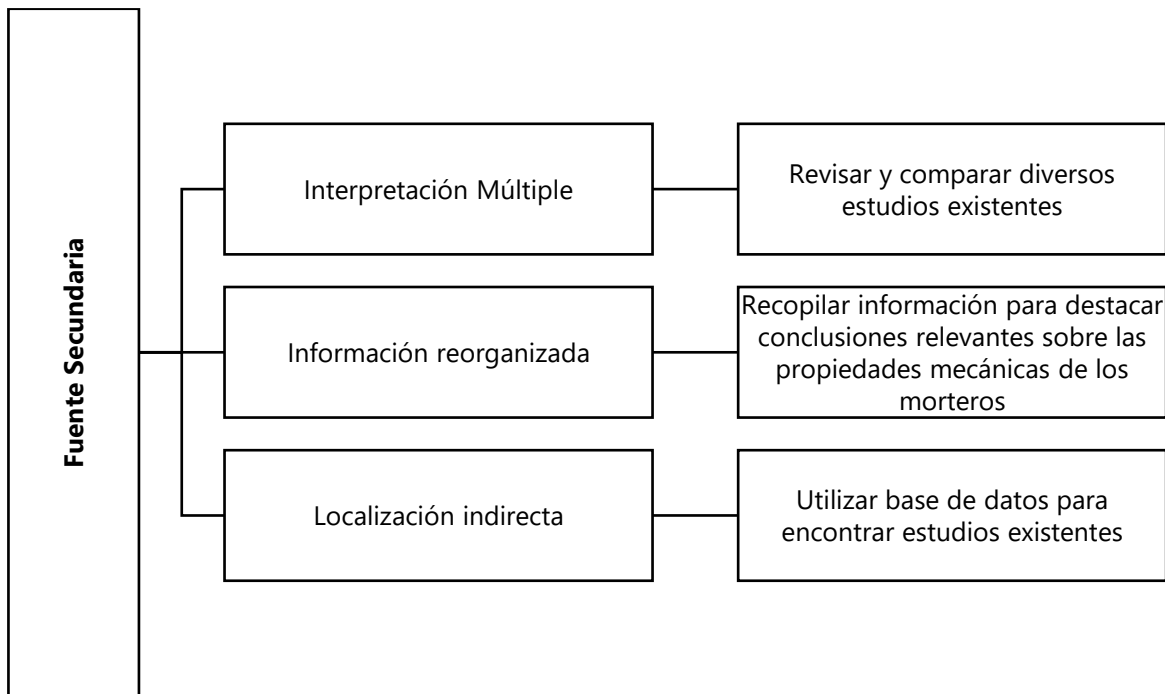 Fuente Secundaria
Interpretación Múltiple
Revisar y comparar diversos
estudios existentes
Información reorganizada
Recopilar información para destacar
conclusiones relevantes sobre las
propiedades mecánicas de los
morteros
Localización indirecta
Utilizar base de datos para
encontrar estudios existentes